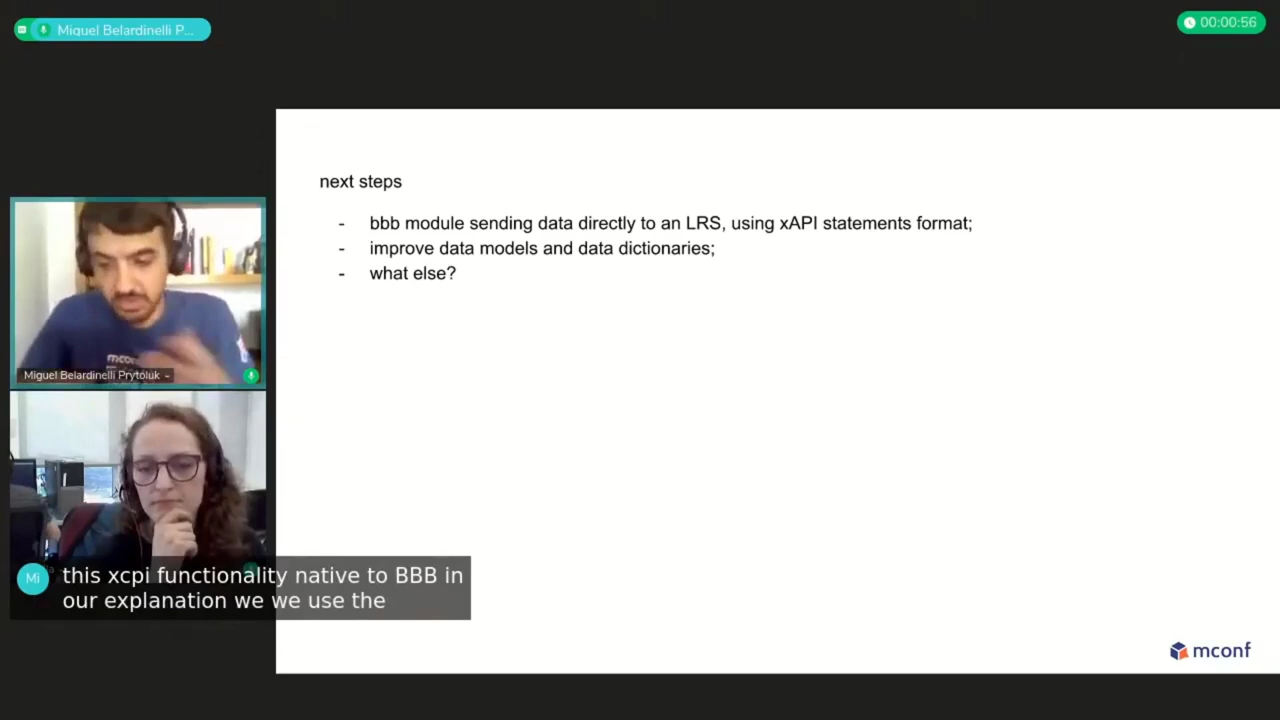 Miguel Belardinelli P...
00:00:56
next steps
- bbb module sending data directly to an LRS, using xAPI statements format;
- improve data models and data dictionaries;
- what else?
mconf
Miguel Belardinelli Prytoluk
Mi
this xcpi functionality native to BBB in
our explanation we we use the
mconf